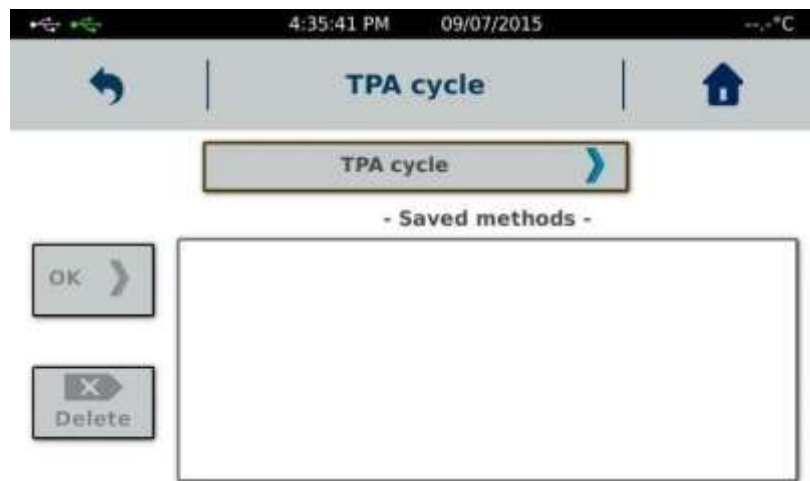 4:35:41 PM 09/07/2015 --.-°C
TPA cycle
TPA cycle
- Saved methods -
OK
Delete